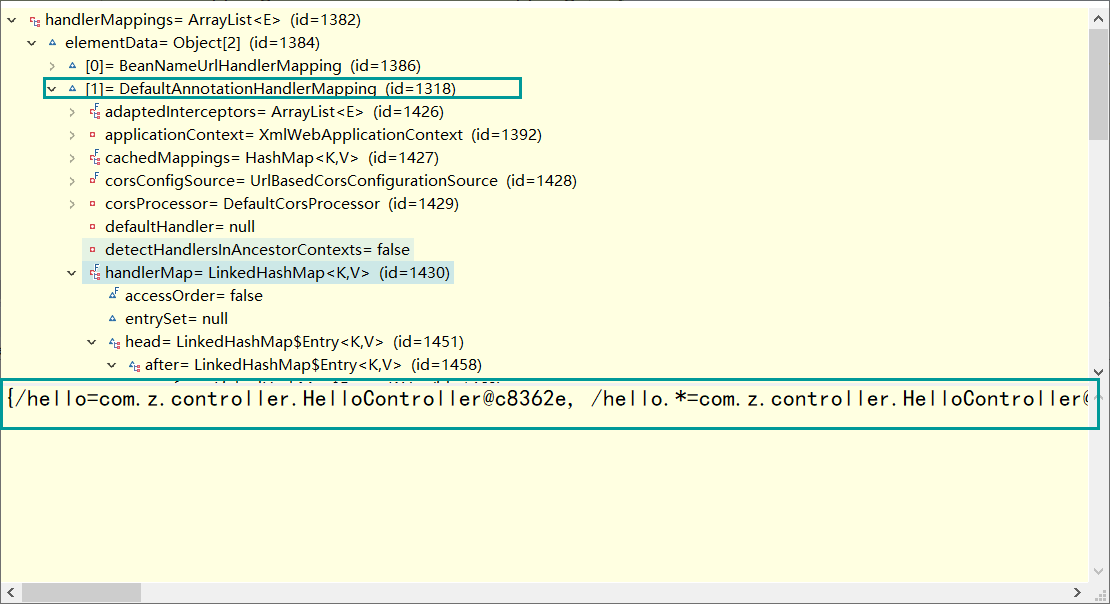 handlerMappings= ArrayList<E> (id=1382)
elementData= Object[2] (id=1384)
[0]= BeanNameUrlHandlerMapping (id=1386)
[1]= DefaultAnnotationHandlerMapping (id=1318)
adaptedInterceptors= ArrayList<E> (id=1426)
applicationContext= XmlWebApplicationContext (id=1392)
cachedMappings= HashMap<K,V> (id=1427)
corsConfigSource= UrlBasedCorsConfigurationSource (id=1428)
corsProcessor= DefaultCorsProcessor (id=1429)
defaultHandler= null
detectHandlersInAncestorContexts= false
handlerMap= LinkedHashMap<K,V> (id=1430)
accessOrder= false
entrySet= null
head= LinkedHashMap$Entry<K,V> (id=1451)
after= LinkedHashMap$Entry<K,V> (id=1458)
{/hello=com.z.controller.HelloController@c8362e, /hello.*=com.z.controller.HelloController@